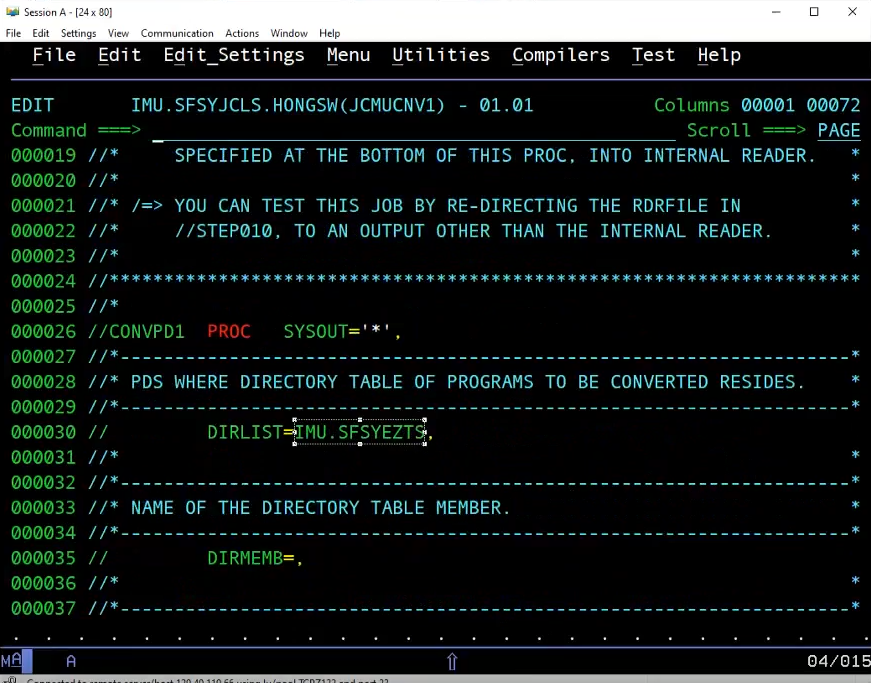 Session A - [24 x 80]
File Edit Settings View Communication Actions Window Help
File Edit Edit_Settings Menu Utilities Compilers Test Help
EDIT IMU.SFSYJCLS.HONGSW(JCMUCNV1) - 01.01 Columns 00001 00072
Command ===> Scroll ===> PAGE
000019 //* SPECIFIED AT THE BOTTOM OF THIS PROC, INTO INTERNAL READER. *
000020 //* *
000021 //* /=> YOU CAN TEST THIS JOB BY RE-DIRECTING THE RDRFILE IN *
000022 //* //STEP010, TO AN OUTPUT OTHER THAN THE INTERNAL READER. *
000023 //* *
000024 //*********************************************************************
000025 //*
000026 //CONVPD1 PROC SYSOUT='*',
000027 //*-------------------------------------------------------------------*
000028 //* PDS WHERE DIRECTORY TABLE OF PROGRAMS TO BE CONVERTED RESIDES. *
000029 //*-------------------------------------------------------------------*
000030 // DIRLIST=IMU.SFSYEZTS,
000031 //* *
000032 //*-------------------------------------------------------------------*
000033 //* NAME OF THE DIRECTORY TABLE MEMBER. *
000034 //*-------------------------------------------------------------------*
000035 // DIRMEMB=,
000036 //* *
000037 //*-------------------------------------------------------------------*
. . . . . . . . . . . . . . . . . . . . . . . . . .
MA A 04/015